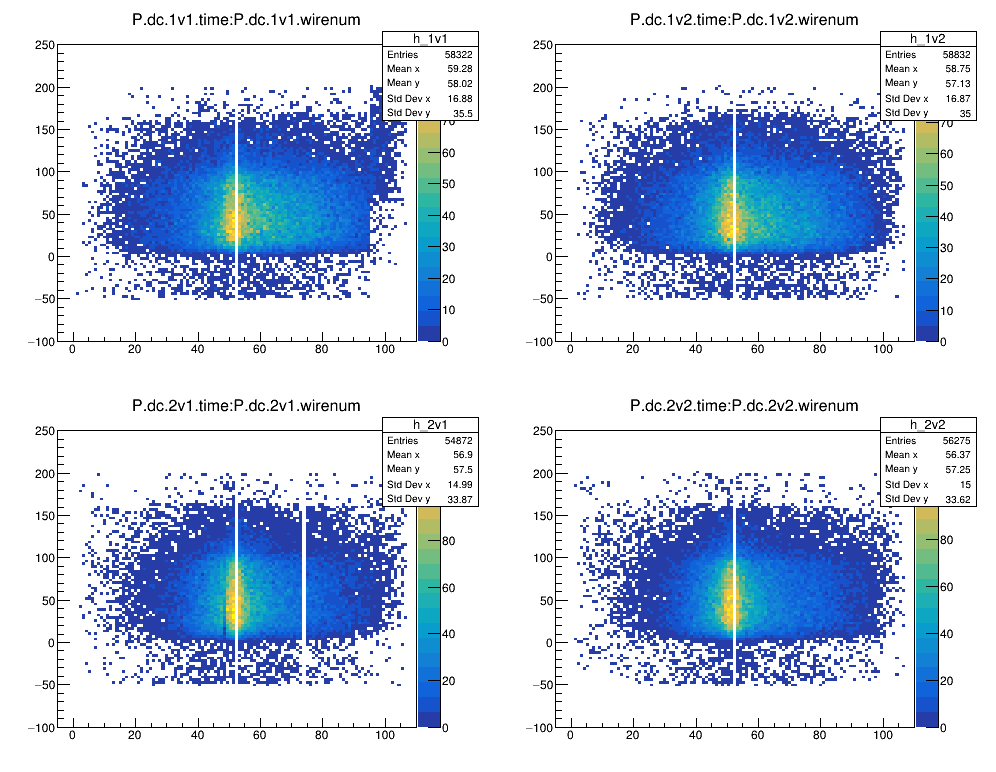 P.dc.1v1.time:P.dc.1v1.wirenum
h_1v1
Entries 58322
Mean x 59.28
Mean y 58.02
Std Dev x 16.88
Std Dev y 35.5
250
200
150
100
50
0
−50
−100
0 20 40 60 80 100
70
60
50
40
30
20
10
0
P.dc.1v2.time:P.dc.1v2.wirenum
h_1v2
Entries 58832
Mean x 58.75
Mean y 57.13
Std Dev x 16.87
Std Dev y 35
250
200
150
100
50
0
−50
−100
0 20 40 60 80 100
70
60
50
40
30
20
10
0
P.dc.2v1.time:P.dc.2v1.wirenum
h_2v1
Entries 54872
Mean x 56.9
Mean y 57.5
Std Dev x 14.99
Std Dev y 33.87
250
200
150
100
50
0
−50
−100
0 20 40 60 80 100
80
60
40
20
0
P.dc.2v2.time:P.dc.2v2.wirenum
h_2v2
Entries 56275
Mean x 56.37
Mean y 57.25
Std Dev x 15
Std Dev y 33.62
250
200
150
100
50
0
−50
−100
0 20 40 60 80 100
80
60
40
20
0